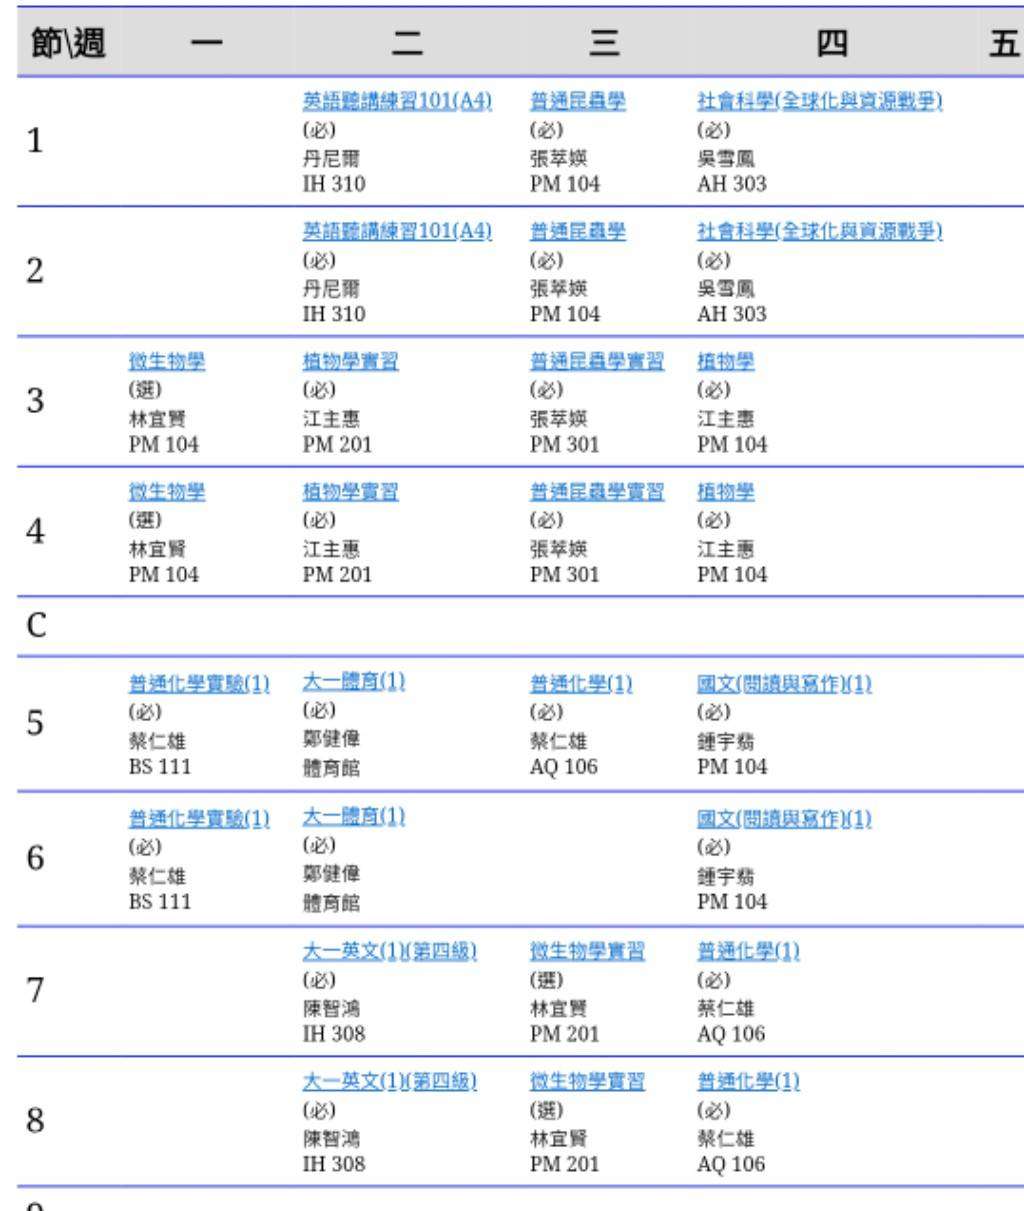 節\週 一 二 三 四 五
1
英語聽講練習101(A4)
(必)
丹尼爾
IH 310
普通昆蟲學
(必)
張萃媖
PM 104
社會科學(全球化與資源戰爭)
(必)
吳雪鳳
AH 303
2
英語聽講練習101(A4)
(必)
丹尼爾
IH 310
普通昆蟲學
(必)
張萃媖
PM 104
社會科學(全球化與資源戰爭)
(必)
吳雪鳳
AH 303
3
微生物學
(選)
林宜賢
PM 104
植物學實習
(必)
江主惠
PM 201
普通昆蟲學實習
(必)
張萃媖
PM 301
植物學
(必)
江主惠
PM 104
4
微生物學
(選)
林宜賢
PM 104
植物學實習
(必)
江主惠
PM 201
普通昆蟲學實習
(必)
張萃媖
PM 301
植物學
(必)
江主惠
PM 104
C
5
普通化學實驗(1)
(必)
蔡仁雄
BS 111
大一體育(1)
(必)
鄭健偉
體育館
普通化學(1)
(必)
蔡仁雄
AQ 106
國文(閱讀與寫作)(1)
(必)
鍾宇翡
PM 104
6
普通化學實驗(1)
(必)
蔡仁雄
BS 111
大一體育(1)
(必)
鄭健偉
體育館
國文(閱讀與寫作)(1)
(必)
鍾宇翡
PM 104
7
大一英文(1)(第四級)
(必)
陳智鴻
IH 308
微生物學實習
(選)
林宜賢
PM 201
普通化學(1)
(必)
蔡仁雄
AQ 106
8
大一英文(1)(第四級)
(必)
陳智鴻
IH 308
微生物學實習
(選)
林宜賢
PM 201
普通化學(1)
(必)
蔡仁雄
AQ 106